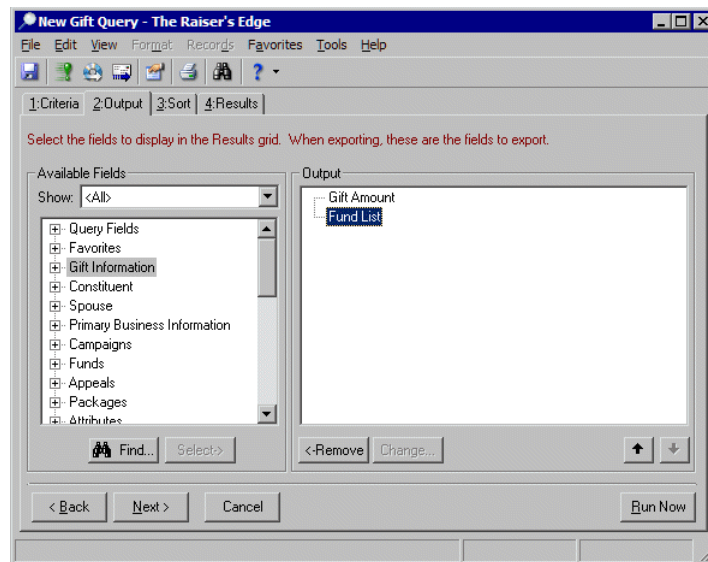 New Gift Query - The Raiser's Edge
File Edit View Format Records Favorites Tools Help
1:Criteria 2:Output 3:Sort 4:Results
Select the fields to display in the Results grid. When exporting, these are the fields to export.
Available Fields
Show: <All>
Query Fields
Favorites
Gift Information
Constituent
Spouse
Primary Business Information
Campaigns
Funds
Appeals
Packages
Attributes
Find... Select->
Output
Gift Amount
Fund List
<-Remove Change...
< Back Next > Cancel Run Now